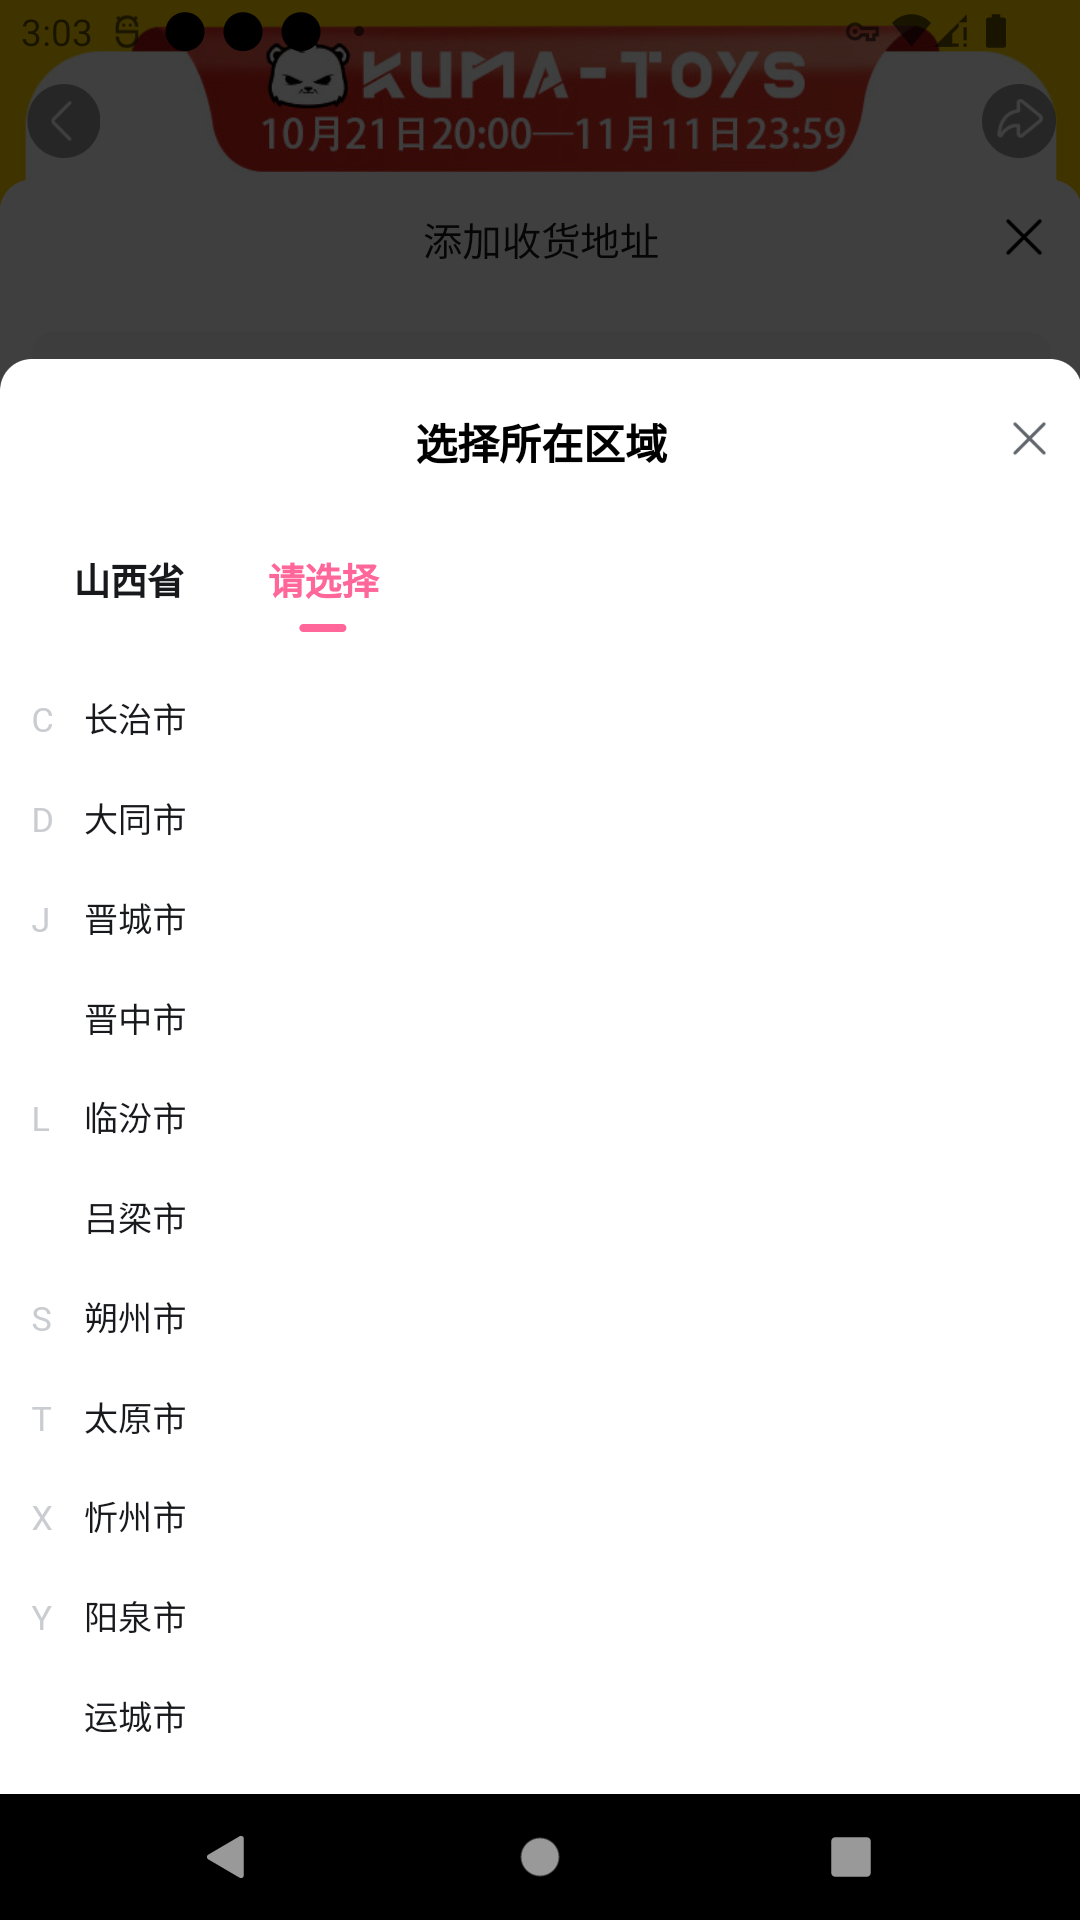 3:03
KUMA-TOYS
10月21日20:00—11月11日23:59
添加收货地址
选择所在区域
山西省 请选择
C 长治市
D 大同市
J 晋城市
晋中市
L 临汾市
吕梁市
S 朔州市
T 太原市
X 忻州市
Y 阳泉市
运城市